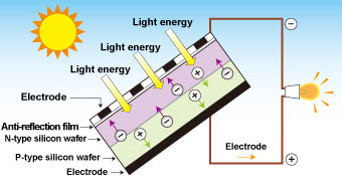 Light energy
Light energy
Light energy
Electrode
Anti-reflection film
N-type silicon wafer
P-type silicon wafer
Electrode
Electrode